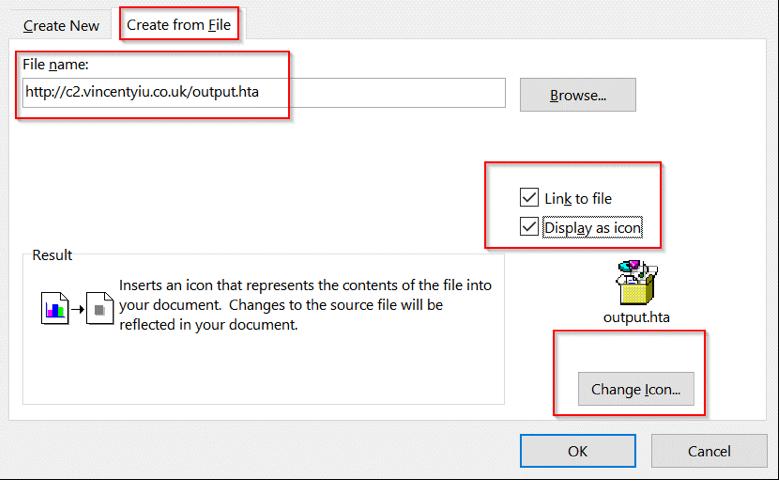 Create New
Create from File
File name:
http://c2.vincentyiu.co.uk/output.hta
Browse...
Link to file
Display as icon
Result
Inserts an icon that represents the contents of the file into
your document. Changes to the source file will be
reflected in your document.
output.hta
Change Icon...
OK
Cancel